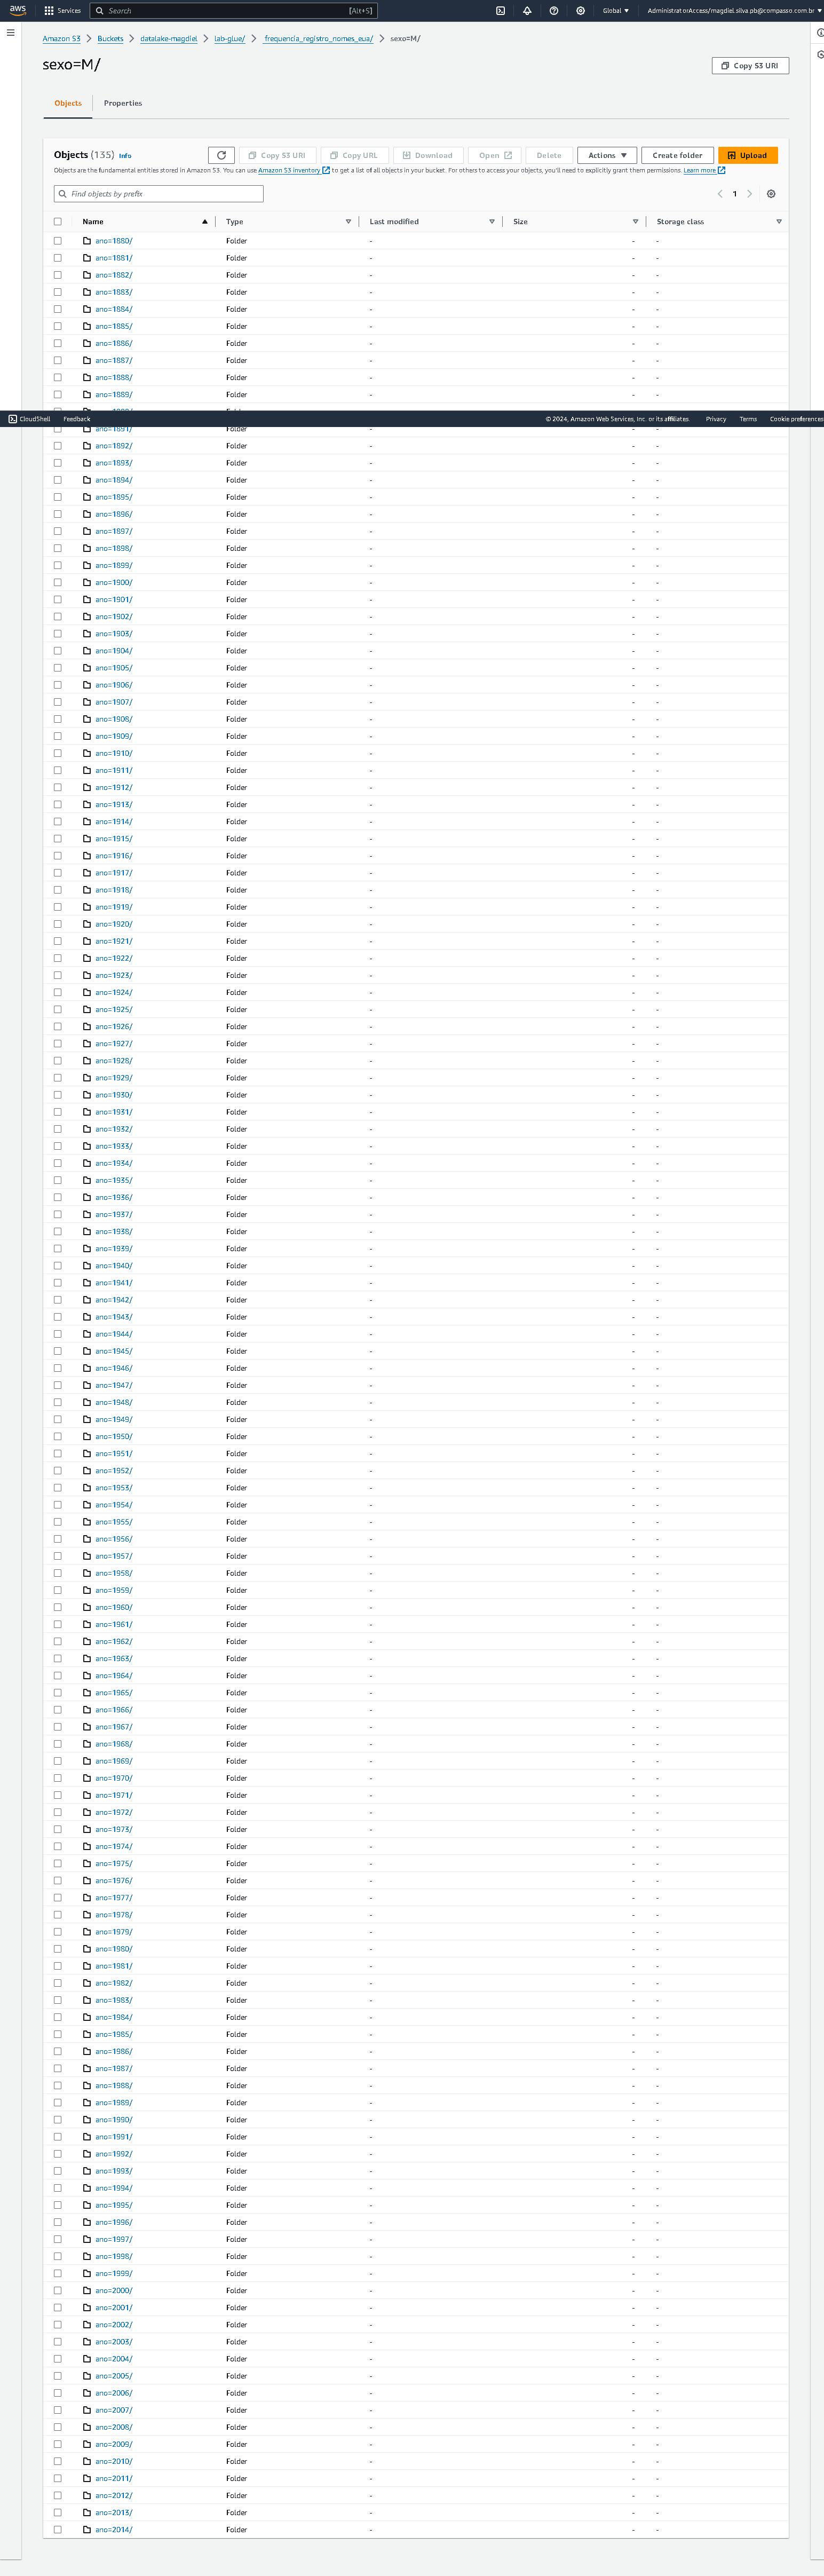 aws Services Search [Alt+S] Global AdministratorAccess/magdiel.silva.pb@compasso.com.br
Amazon S3 Buckets datalake-magdiel lab-glue/ frequencia_registro_nomes_eua/ sexo=M/
sexo=M/
Copy S3 URI
Objects Properties
Objects (135) Info
Copy S3 URI Copy URL Download Open Delete Actions Create folder Upload
Objects are the fundamental entities stored in Amazon S3. You can use Amazon S3 inventory to get a list of all objects in your bucket. For others to access your objects, you'll need to explicitly grant them permissions. Learn more
Find objects by prefix
1
Name Type Last modified Size Storage class
ano=1880/ Folder - - -
ano=1881/ Folder - - -
ano=1882/ Folder - - -
ano=1883/ Folder - - -
ano=1884/ Folder - - -
ano=1885/ Folder - - -
ano=1886/ Folder - - -
ano=1887/ Folder - - -
ano=1888/ Folder - - -
ano=1889/ Folder - - -
CloudShell Feedback © 2024, Amazon Web Services, Inc. or its affiliates. Privacy Terms Cookie preferences
ano=1891/ Folder - - -
ano=1892/ Folder - - -
ano=1893/ Folder - - -
ano=1894/ Folder - - -
ano=1895/ Folder - - -
ano=1896/ Folder - - -
ano=1897/ Folder - - -
ano=1898/ Folder - - -
ano=1899/ Folder - - -
ano=1900/ Folder - - -
ano=1901/ Folder - - -
ano=1902/ Folder - - -
ano=1903/ Folder - - -
ano=1904/ Folder - - -
ano=1905/ Folder - - -
ano=1906/ Folder - - -
ano=1907/ Folder - - -
ano=1908/ Folder - - -
ano=1909/ Folder - - -
ano=1910/ Folder - - -
ano=1911/ Folder - - -
ano=1912/ Folder - - -
ano=1913/ Folder - - -
ano=1914/ Folder - - -
ano=1915/ Folder - - -
ano=1916/ Folder - - -
ano=1917/ Folder - - -
ano=1918/ Folder - - -
ano=1919/ Folder - - -
ano=1920/ Folder - - -
ano=1921/ Folder - - -
ano=1922/ Folder - - -
ano=1923/ Folder - - -
ano=1924/ Folder - - -
ano=1925/ Folder - - -
ano=1926/ Folder - - -
ano=1927/ Folder - - -
ano=1928/ Folder - - -
ano=1929/ Folder - - -
ano=1930/ Folder - - -
ano=1931/ Folder - - -
ano=1932/ Folder - - -
ano=1933/ Folder - - -
ano=1934/ Folder - - -
ano=1935/ Folder - - -
ano=1936/ Folder - - -
ano=1937/ Folder - - -
ano=1938/ Folder - - -
ano=1939/ Folder - - -
ano=1940/ Folder - - -
ano=1941/ Folder - - -
ano=1942/ Folder - - -
ano=1943/ Folder - - -
ano=1944/ Folder - - -
ano=1945/ Folder - - -
ano=1946/ Folder - - -
ano=1947/ Folder - - -
ano=1948/ Folder - - -
ano=1949/ Folder - - -
ano=1950/ Folder - - -
ano=1951/ Folder - - -
ano=1952/ Folder - - -
ano=1953/ Folder - - -
ano=1954/ Folder - - -
ano=1955/ Folder - - -
ano=1956/ Folder - - -
ano=1957/ Folder - - -
ano=1958/ Folder - - -
ano=1959/ Folder - - -
ano=1960/ Folder - - -
ano=1961/ Folder - - -
ano=1962/ Folder - - -
ano=1963/ Folder - - -
ano=1964/ Folder - - -
ano=1965/ Folder - - -
ano=1966/ Folder - - -
ano=1967/ Folder - - -
ano=1968/ Folder - - -
ano=1969/ Folder - - -
ano=1970/ Folder - - -
ano=1971/ Folder - - -
ano=1972/ Folder - - -
ano=1973/ Folder - - -
ano=1974/ Folder - - -
ano=1975/ Folder - - -
ano=1976/ Folder - - -
ano=1977/ Folder - - -
ano=1978/ Folder - - -
ano=1979/ Folder - - -
ano=1980/ Folder - - -
ano=1981/ Folder - - -
ano=1982/ Folder - - -
ano=1983/ Folder - - -
ano=1984/ Folder - - -
ano=1985/ Folder - - -
ano=1986/ Folder - - -
ano=1987/ Folder - - -
ano=1988/ Folder - - -
ano=1989/ Folder - - -
ano=1990/ Folder - - -
ano=1991/ Folder - - -
ano=1992/ Folder - - -
ano=1993/ Folder - - -
ano=1994/ Folder - - -
ano=1995/ Folder - - -
ano=1996/ Folder - - -
ano=1997/ Folder - - -
ano=1998/ Folder - - -
ano=1999/ Folder - - -
ano=2000/ Folder - - -
ano=2001/ Folder - - -
ano=2002/ Folder - - -
ano=2003/ Folder - - -
ano=2004/ Folder - - -
ano=2005/ Folder - - -
ano=2006/ Folder - - -
ano=2007/ Folder - - -
ano=2008/ Folder - - -
ano=2009/ Folder - - -
ano=2010/ Folder - - -
ano=2011/ Folder - - -
ano=2012/ Folder - - -
ano=2013/ Folder - - -
ano=2014/ Folder - - -